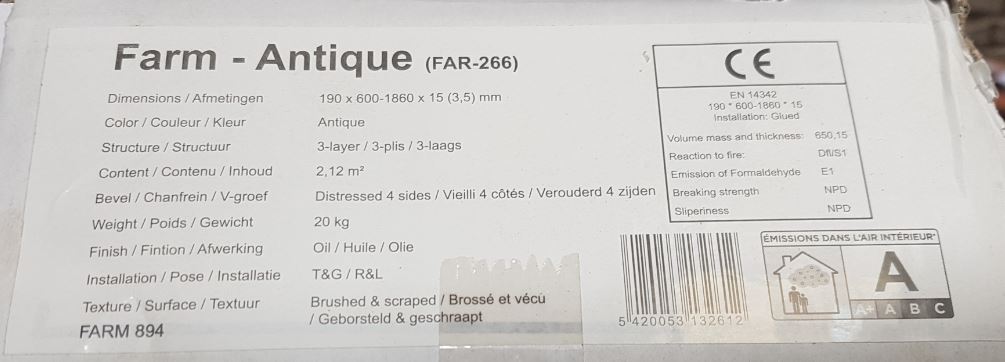 Farm - Antique (FAR-266)
Dimensions / Afmetingen 190 x 600-1860 x 15 (3,5) mm
Color / Couleur / Kleur Antique
Structure / Structuur 3-layer / 3-plis / 3-laags
Content / Contenu / Inhoud 2,12 m²
Bevel / Chanfrein / V-groef Distressed 4 sides / Vieilli 4 côtés / Verouderd 4 zijden
Weight / Poids / Gewicht 20 kg
Finish / Fintion / Afwerking Oil / Huile / Olie
Installation / Pose / Installatie T&G / R&L
Texture / Surface / Textuur Brushed & scraped / Brossé et vécu
/ Geborsteld & geschraapt
FARM 894
CE
EN 14342
190 * 600-1860 * 15
Installation: Glued
Volume mass and thickness: 650,15
Reaction to fire: Dfl/S1
Emission of Formaldehyde E1
Breaking strength NPD
Sliperiness NPD
5 420053 132612
ÉMISSIONS DANS L'AIR INTÉRIEUR*
A
A+ A B C